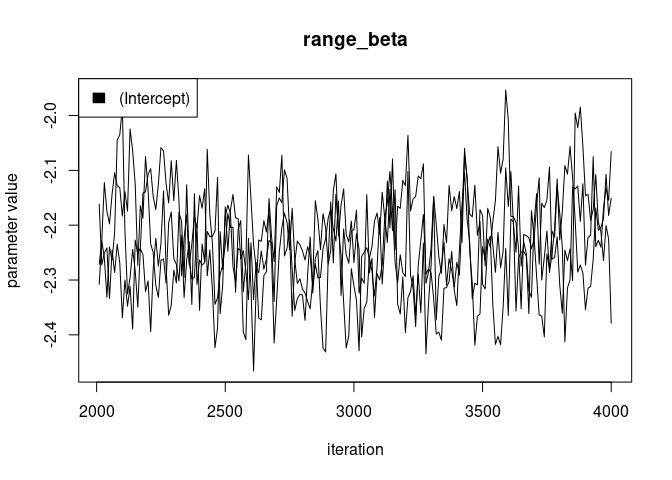 range_beta
(Intercept)
parameter value
-2.0
-2.1
-2.2
-2.3
-2.4
2000 2500 3000 3500 4000
iteration